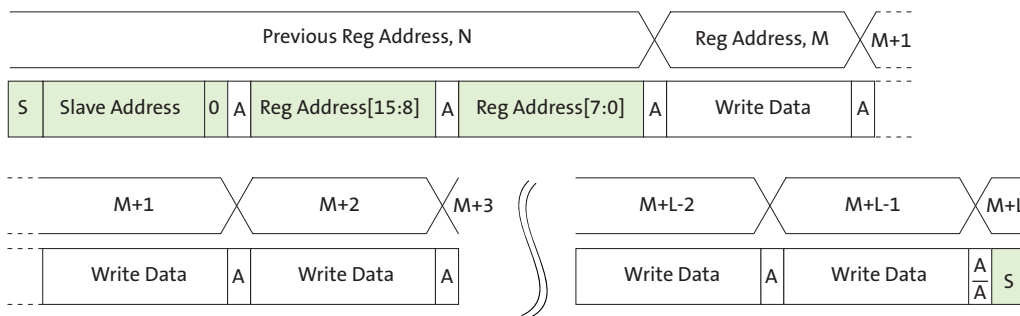 Previous Reg Address, N Reg Address, M M+1
S Slave Address 0 A Reg Address[15:8] A Reg Address[7:0] A Write Data A
M+1 M+2 M+3 M+L-2 M+L-1 M+L
Write Data A Write Data A Write Data A Write Data A S
A